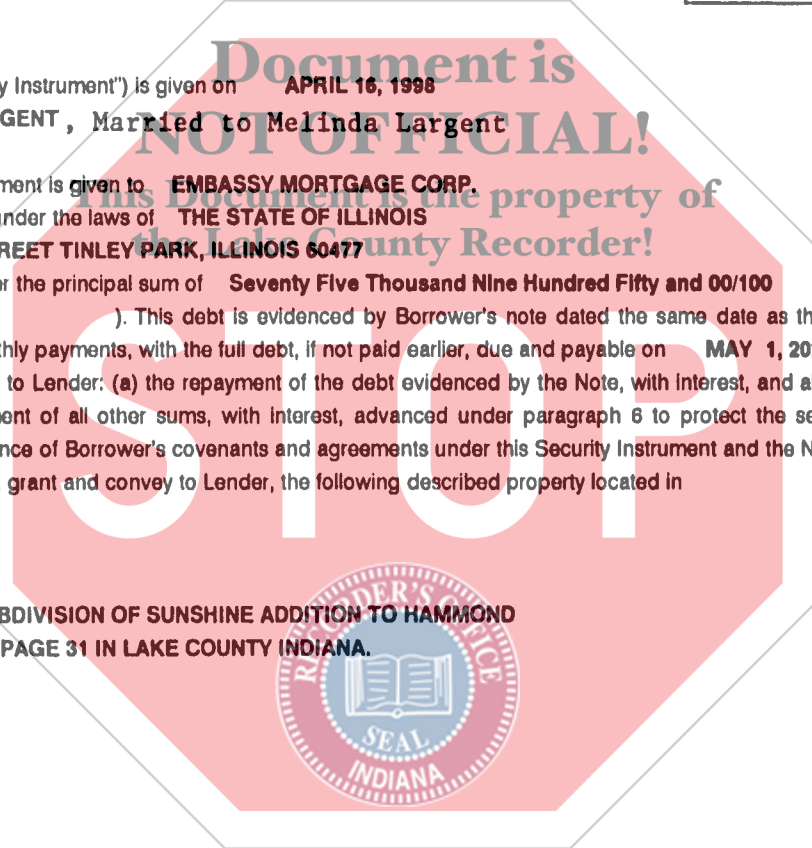 Document is
NOT OFFICIAL!
This Document is the property of
the Lake County Recorder!
STOP
y Instrument") is given on APRIL 16, 1998
GENT, Married to Melinda Largent
ment is given to EMBASSY MORTGAGE CORP.
under the laws of THE STATE OF ILLINOIS
REET TINLEY PARK, ILLINOIS 60477
r the principal sum of Seventy Five Thousand Nine Hundred Fifty and 00/100
). This debt is evidenced by Borrower's note dated the same date as th
hly payments, with the full debt, if not paid earlier, due and payable on MAY 1, 20
to Lender: (a) the repayment of the debt evidenced by the Note, with interest, and a
ent of all other sums, with interest, advanced under paragraph 6 to protect the se
nce of Borrower's covenants and agreements under this Security Instrument and the N
grant and convey to Lender, the following described property located in
BDIVISION OF SUNSHINE ADDITION TO HAMMOND
PAGE 31 IN LAKE COUNTY INDIANA.
RECORDER'S OFFICE
SEAL
INDIANA